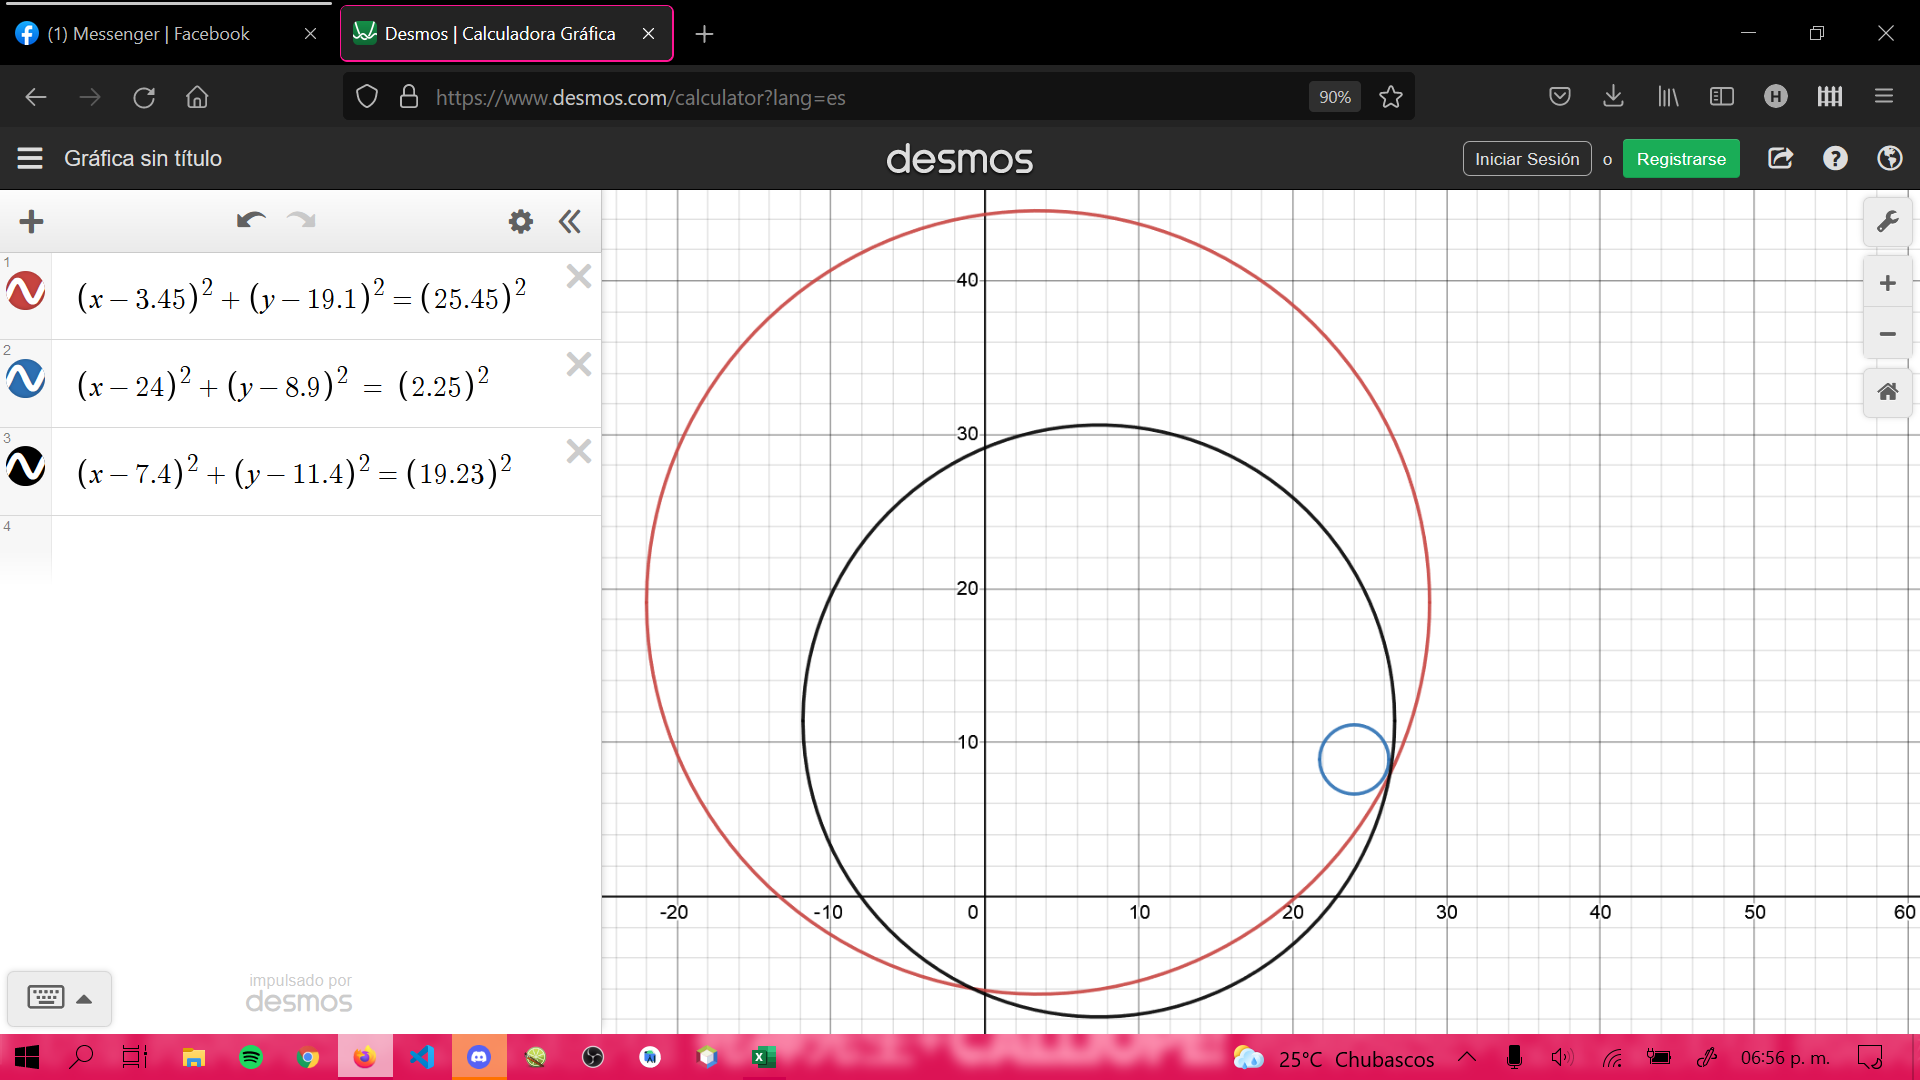 (1) Messenger | Facebook
Desmos | Calculadora Gráfica
https://www.desmos.com/calculator?lang=es
90%
H
Gráfica sin título
desmos
Iniciar Sesión
o
Registrarse
1
(x − 3.45)² + (y − 19.1)² = (25.45)²
2
(x − 24)² + (y − 8.9)² = (2.25)²
3
(x − 7.4)² + (y − 11.4)² = (19.23)²
4
40
30
20
10
-20
-10
0
10
20
30
40
50
60
impulsado por
desmos
25°C Chubascos
06:56 p. m.